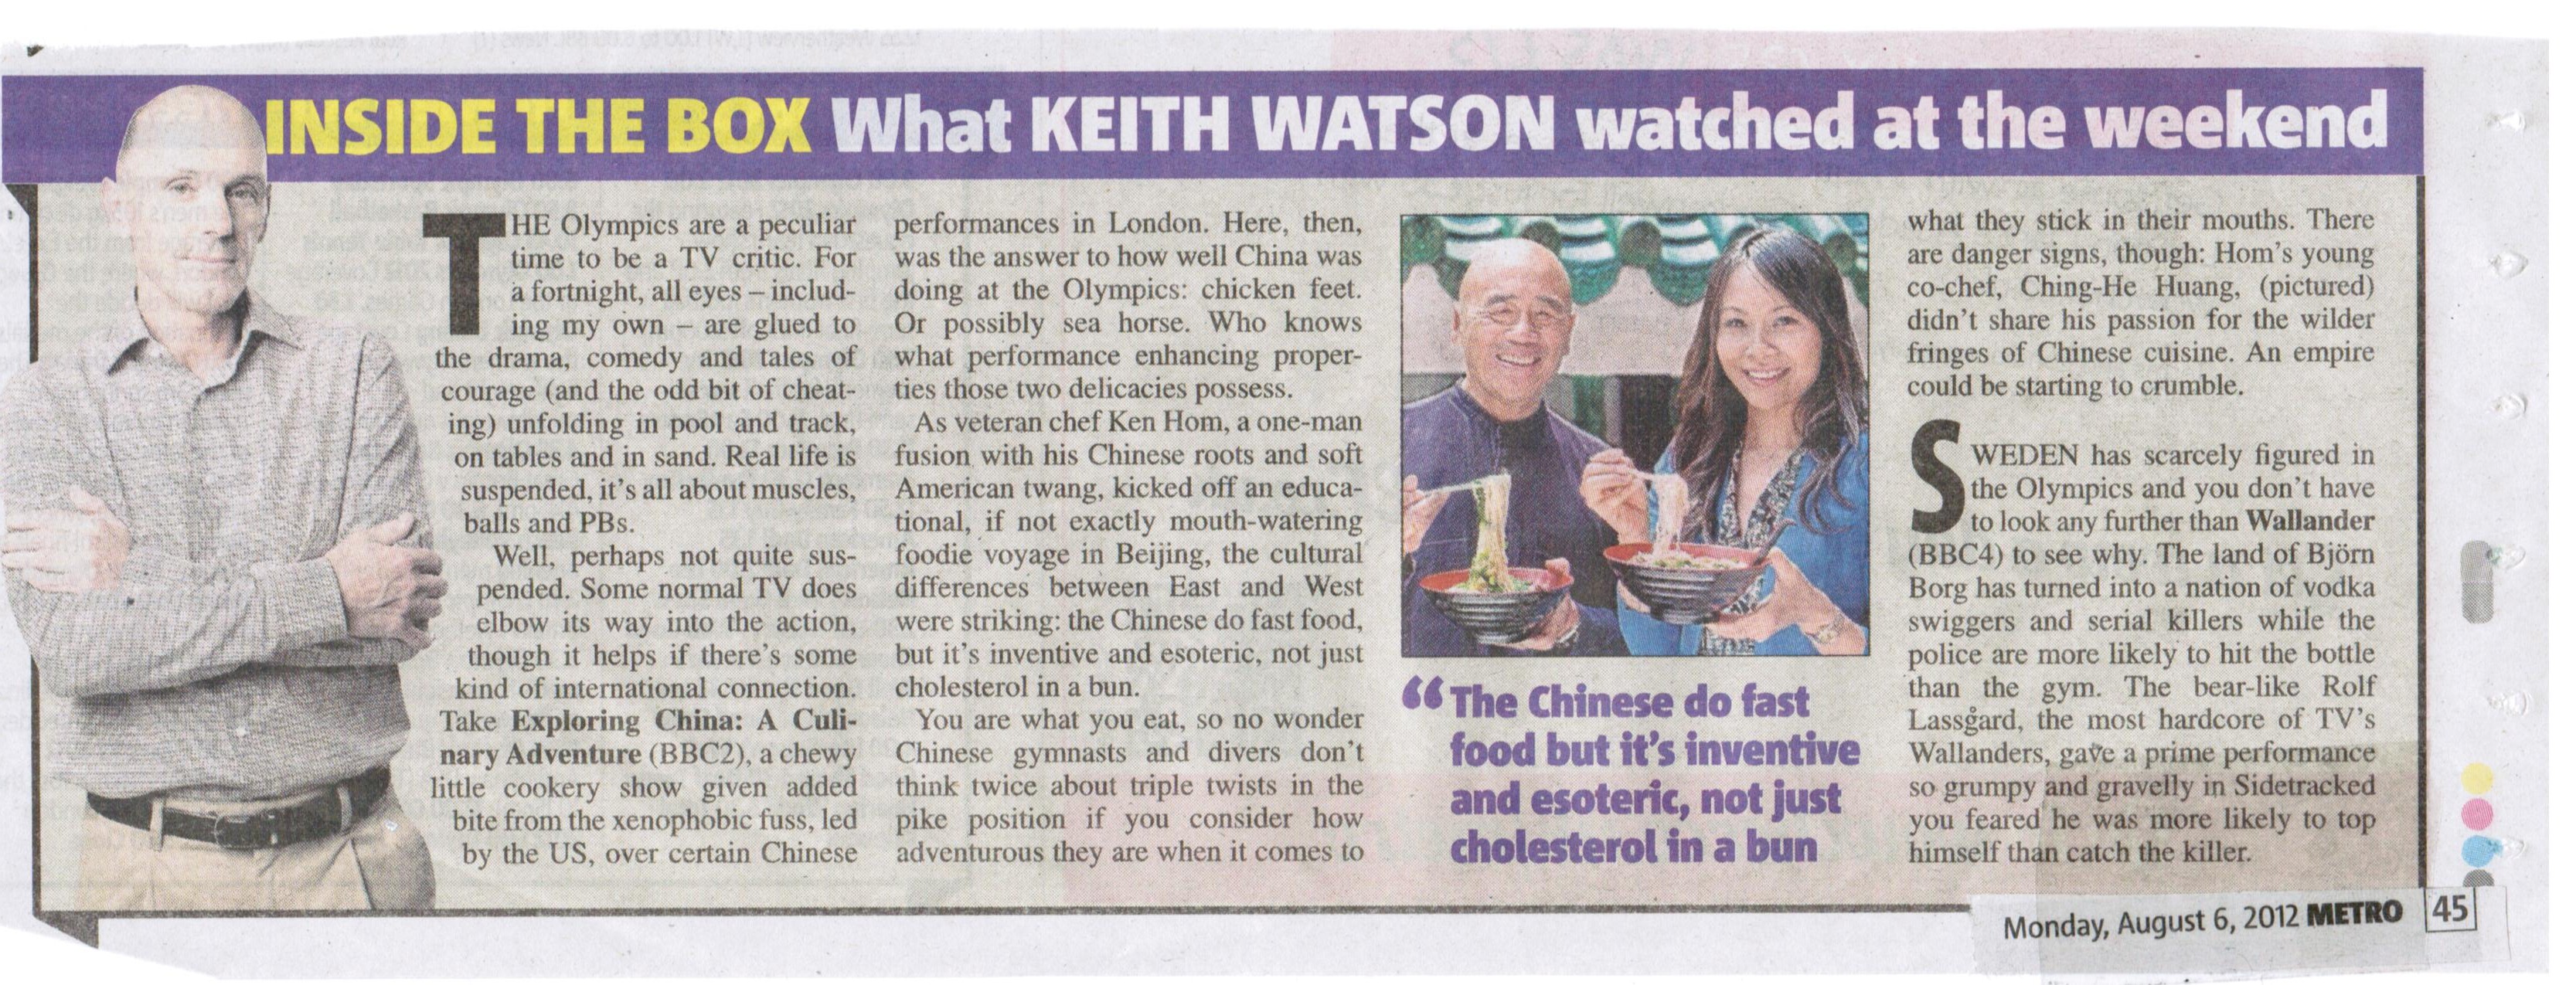 INSIDE THE BOX What KEITH WATSON watched at the weekend
THE Olympics are a peculiar
time to be a TV critic. For
a fortnight, all eyes – includ-
ing my own – are glued to
the drama, comedy and tales of
courage (and the odd bit of cheat-
ing) unfolding in pool and track,
on tables and in sand. Real life is
suspended, it's all about muscles,
balls and PBs.
Well, perhaps not quite sus-
pended. Some normal TV does
elbow its way into the action,
though it helps if there's some
kind of international connection.
Take Exploring China: A Culi-
nary Adventure (BBC2), a chewy
little cookery show given added
bite from the xenophobic fuss, led
by the US, over certain Chinese
performances in London. Here, then,
was the answer to how well China was
doing at the Olympics: chicken feet.
Or possibly sea horse. Who knows
what performance enhancing proper-
ties those two delicacies possess.
As veteran chef Ken Hom, a one-man
fusion with his Chinese roots and soft
American twang, kicked off an educa-
tional, if not exactly mouth-watering
foodie voyage in Beijing, the cultural
differences between East and West
were striking: the Chinese do fast food,
but it's inventive and esoteric, not just
cholesterol in a bun.
You are what you eat, so no wonder
Chinese gymnasts and divers don't
think twice about triple twists in the
pike position if you consider how
adventurous they are when it comes to
“The Chinese do fast
food but it's inventive
and esoteric, not just
cholesterol in a bun
what they stick in their mouths. There
are danger signs, though: Hom's young
co-chef, Ching-He Huang, (pictured)
didn't share his passion for the wilder
fringes of Chinese cuisine. An empire
could be starting to crumble.
SWEDEN has scarcely figured in
the Olympics and you don't have
to look any further than Wallander
(BBC4) to see why. The land of Björn
Borg has turned into a nation of vodka
swiggers and serial killers while the
police are more likely to hit the bottle
than the gym. The bear-like Rolf
Lassgård, the most hardcore of TV's
Wallanders, gave a prime performance
so grumpy and gravelly in Sidetracked
you feared he was more likely to top
himself than catch the killer.
Monday, August 6, 2012 METRO 45